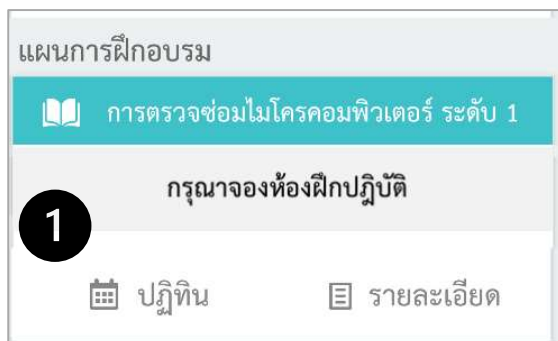 แผนการฝึกอบรม
การตรวจซ่อมไมโครคอมพิวเตอร์ ระดับ 1
กรุณาจองห้องฝึกปฎิบัติ
1
ปฏิทิน รายละเอียด